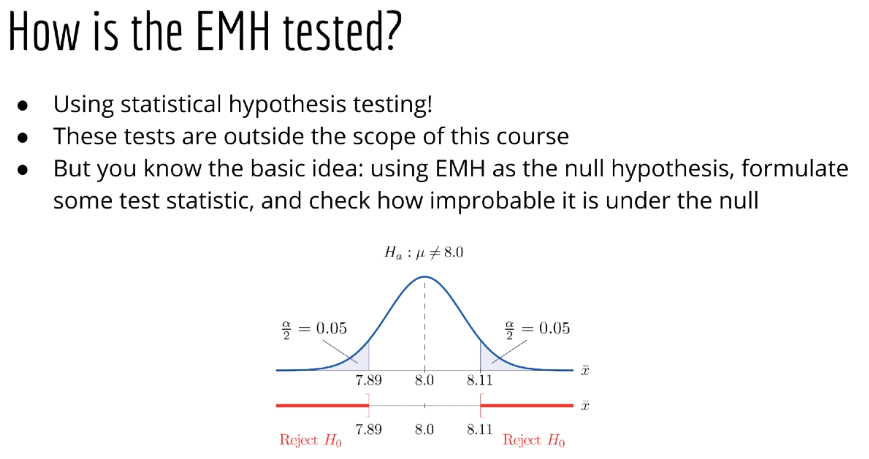 How is the EMH tested?
● Using statistical hypothesis testing!
● These tests are outside the scope of this course
● But you know the basic idea: using EMH as the null hypothesis, formulate
some test statistic, and check how improbable it is under the null
Hₐ : μ ≠ 8.0
α/2 = 0.05
α/2 = 0.05
7.89 8.0 8.11 x̄
x̄
7.89 8.0 8.11
Reject H₀ Reject H₀